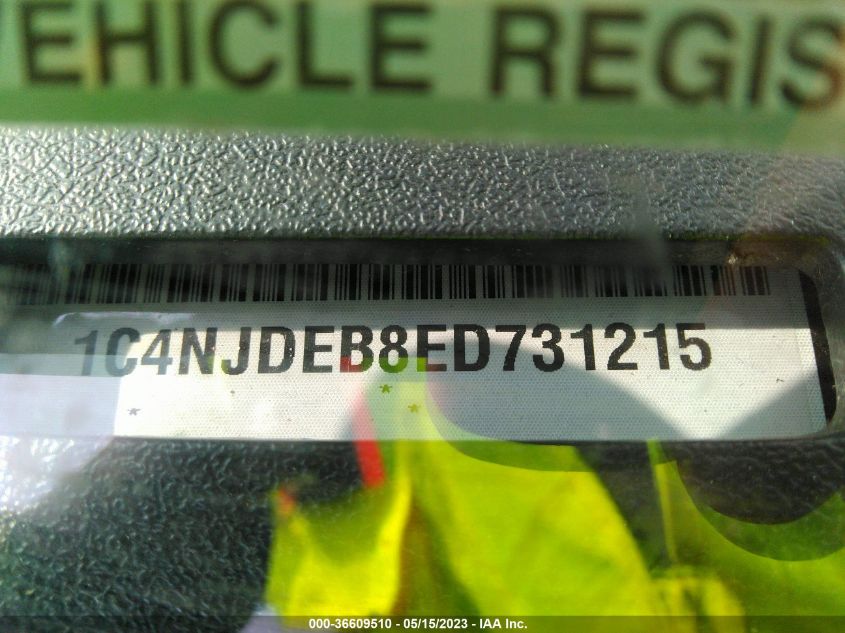 EHICLE REGIS
1C4NJDEB8ED731215
000-36609510 - 05/15/2023 - IAA Inc.